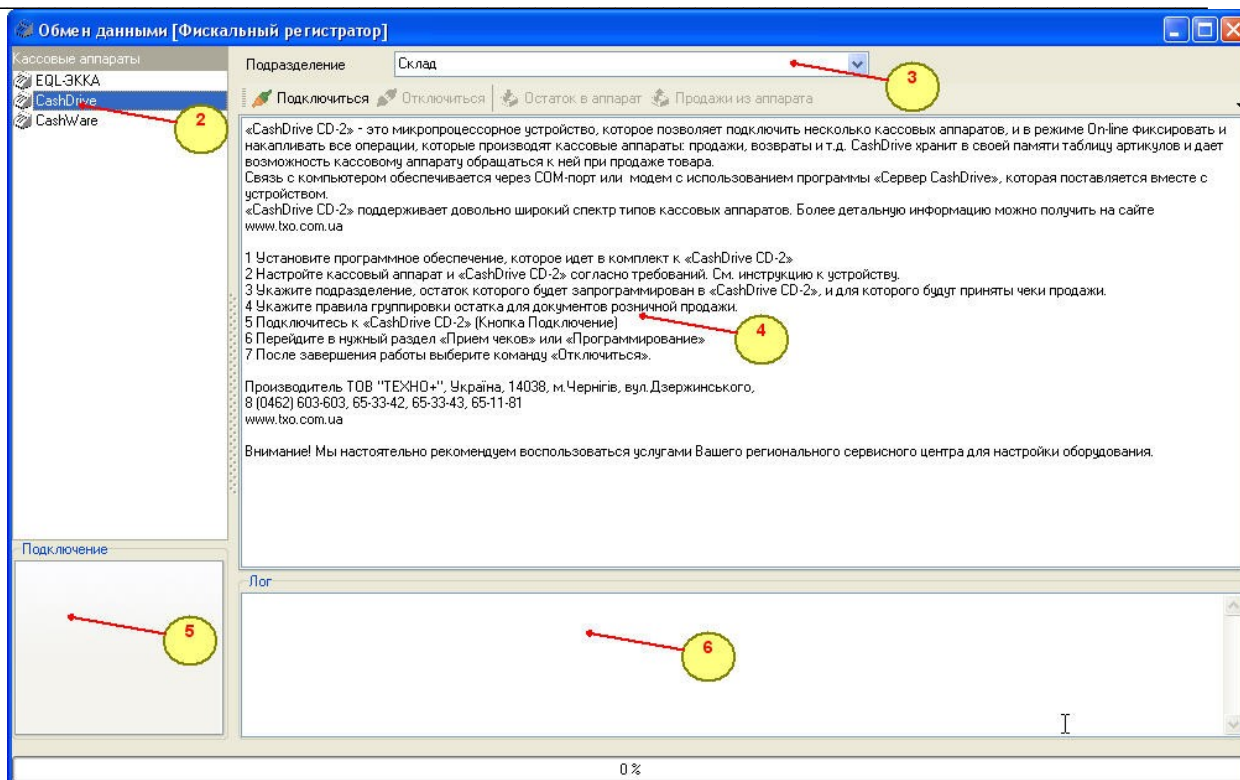 Обмен данными [Фискальный регистратор]
Кассовые аппараты
EQL-ЭККА
CashDrive
CashWare
2
Подразделение
Склад
3
Подключиться
Отключиться
Остаток в аппарат
Продажи из аппарата
«CashDrive CD-2» - это микропроцессорное устройство, которое позволяет подключить несколько кассовых аппаратов, и в режиме On-line фиксировать и
накапливать все операции, которые производят кассовые аппараты: продажи, возвраты и т.д. CashDrive хранит в своей памяти таблицу артикулов и дает
возможность кассовому аппарату обращаться к ней при продаже товара.
Связь с компьютером обеспечивается через COM-порт или модем с использованием программы «Сервер CashDrive», которая поставляется вместе с
устройством.
«CashDrive CD-2» поддерживает довольно широкий спектр типов кассовых аппаратов. Более детальную информацию можно получить на сайте
www.txo.com.ua
1 Установите программное обеспечение, которое идет в комплект к «CashDrive CD-2»
2 Настройте кассовый аппарат и «CashDrive CD-2» согласно требований. См. инструкцию к устройству.
3 Укажите подразделение, остаток которого будет запрограммирован в «CashDrive CD-2», и для которого будут приняты чеки продажи.
4 Укажите правила группировки остатка для документов розничной продажи.
5 Подключитесь к «CashDrive CD-2» (Кнопка Подключение)
6 Перейдите в нужный раздел «Прием чеков» или «Программирование»
7 После завершения работы выберите команду «Отключиться».
4
Производитель ТОВ "ТЕХНО+", Україна, 14038, м.Чернігів, вул.Дзержинського,
8 (0462) 603-603, 65-33-42, 65-33-43, 65-11-81
www.txo.com.ua
Внимание! Мы настоятельно рекомендуем воспользоваться услугами Вашего регионального сервисного центра для настройки оборудования.
Подключение
5
Лог
6
0 %